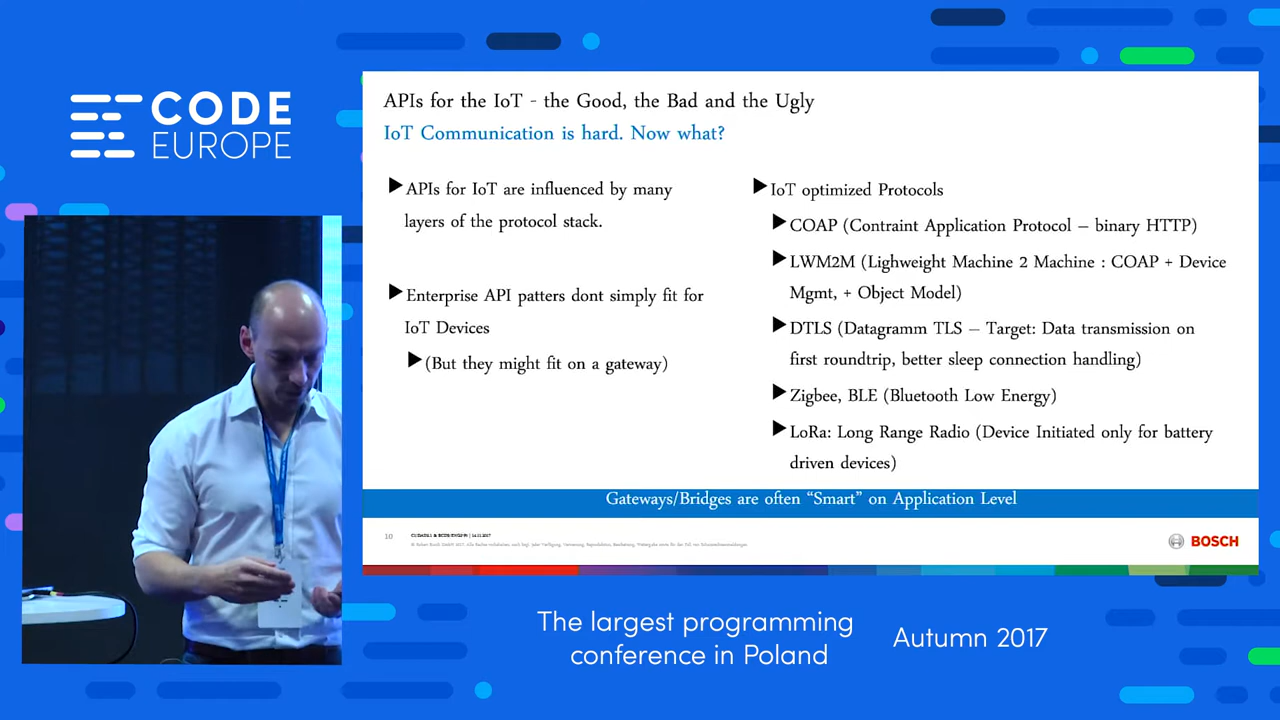 CODE
EUROPE
APIs for the IoT - the Good, the Bad and the Ugly
IoT Communication is hard. Now what?
APIs for IoT are influenced by many
layers of the protocol stack.
Enterprise API patters dont simply fit for
IoT Devices
(But they might fit on a gateway)
IoT optimized Protocols
COAP (Contraint Application Protocol – binary HTTP)
LWM2M (Lighweight Machine 2 Machine : COAP + Device
Mgmt, + Object Model)
DTLS (Datagramm TLS – Target: Data transmission on
first roundtrip, better sleep connection handling)
Zigbee, BLE (Bluetooth Low Energy)
LoRa: Long Range Radio (Device Initiated only for battery
driven devices)
Gateways/Bridges are often “Smart” on Application Level
10
BOSCH
The largest programming
conference in Poland
Autumn 2017